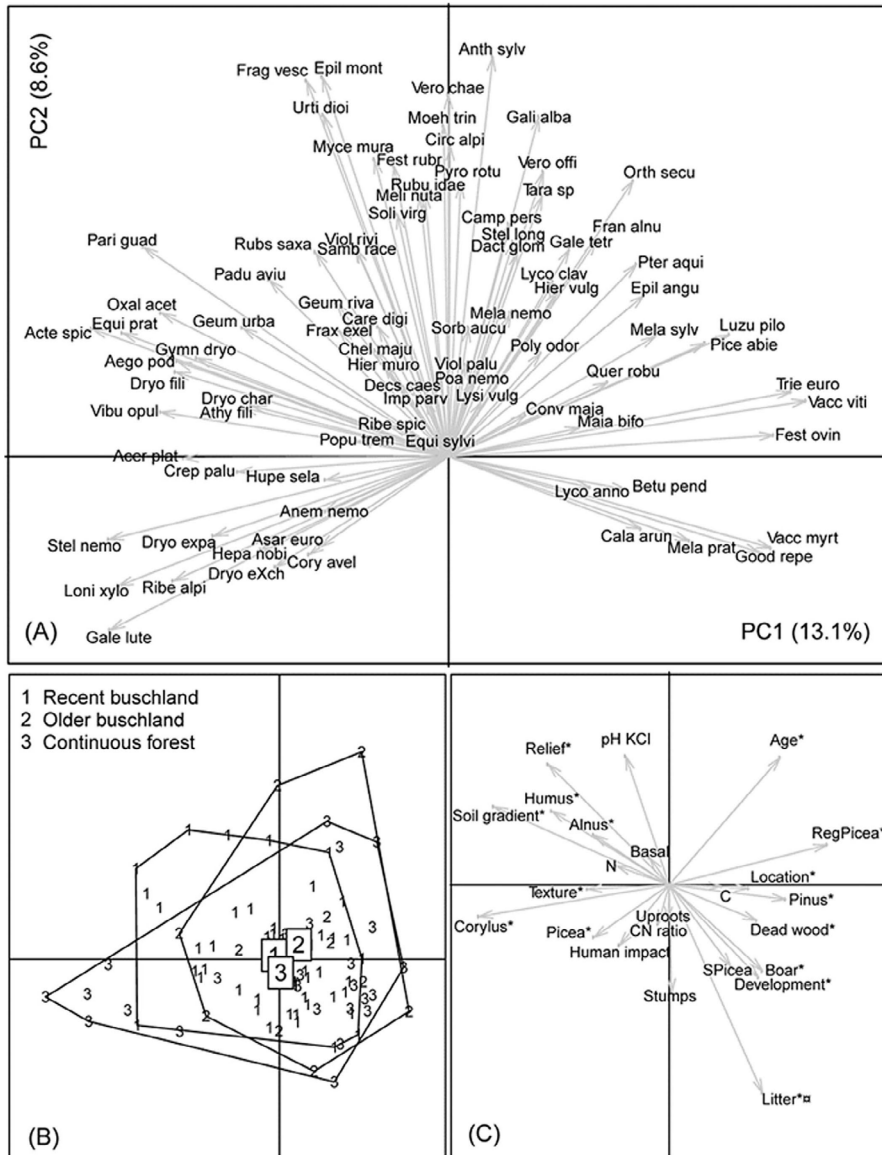 PC2 (8.6%)
Anth sylv
Frag vesc
Epil mont
Vero chae
Urti dioi
Moeh trin
Gali alba
Circ alpi
Myce mura
Fest rubr
Vero offi
Pyro rotu
Orth secu
Rubu idae
Tara sp
Meli nuta
Soli virg
Camp pers
Fran alnu
Stel long
Pari guad
Rubs saxa
Viol rivi
Samb race
Dact glom
Gale tetr
Pter aqui
Padu aviu
Lyco clav
Hier vulg
Epil angu
Oxal acet
Geum riva
Acte spic
Equi prat
Geum urba
Care digi
Frax exel
Sorb aucu
Mela nemo
Mela sylv
Luzu pilo
Pice abie
Gymn dryo
Chel maju
Poly odor
Aego pod
Hier muro
Viol palu
Quer robu
Dryo fili
Decs caes
Poa nemo
Trie euro
Dryo char
Imp parv
Lysi vulg
Vacc viti
Vibu opul
Athy fili
Conv maja
Ribe spic
Maia bifo
Popu trem
Equi sylvi
Fest ovin
Acer plat
Crep palu
Hupe sela
Lyco anno
Betu pend
Anem nemo
Stel nemo
Dryo expa
Asar euro
Cala arun
Mela prat
Vacc myrt
Hepa nobi
Cory avel
Good repe
Dryo eXch
Loni xylo
Ribe alpi
(A)
PC1 (13.1%)
Gale lute
1 Recent buschland
2 Older buschland
3 Continuous forest
1
2
3
(B)
Relief*
pH KCl
Age*
Humus*
Soil gradient*
Alnus*
RegPicea*
Basal
N
Location*
Texture*
C
Pinus*
Corylus*
Uproots
Picea*
CN ratio
Dead wood*
Human impact
SPicea
Boar*
Development*
Stumps
Litter*¤
(C)